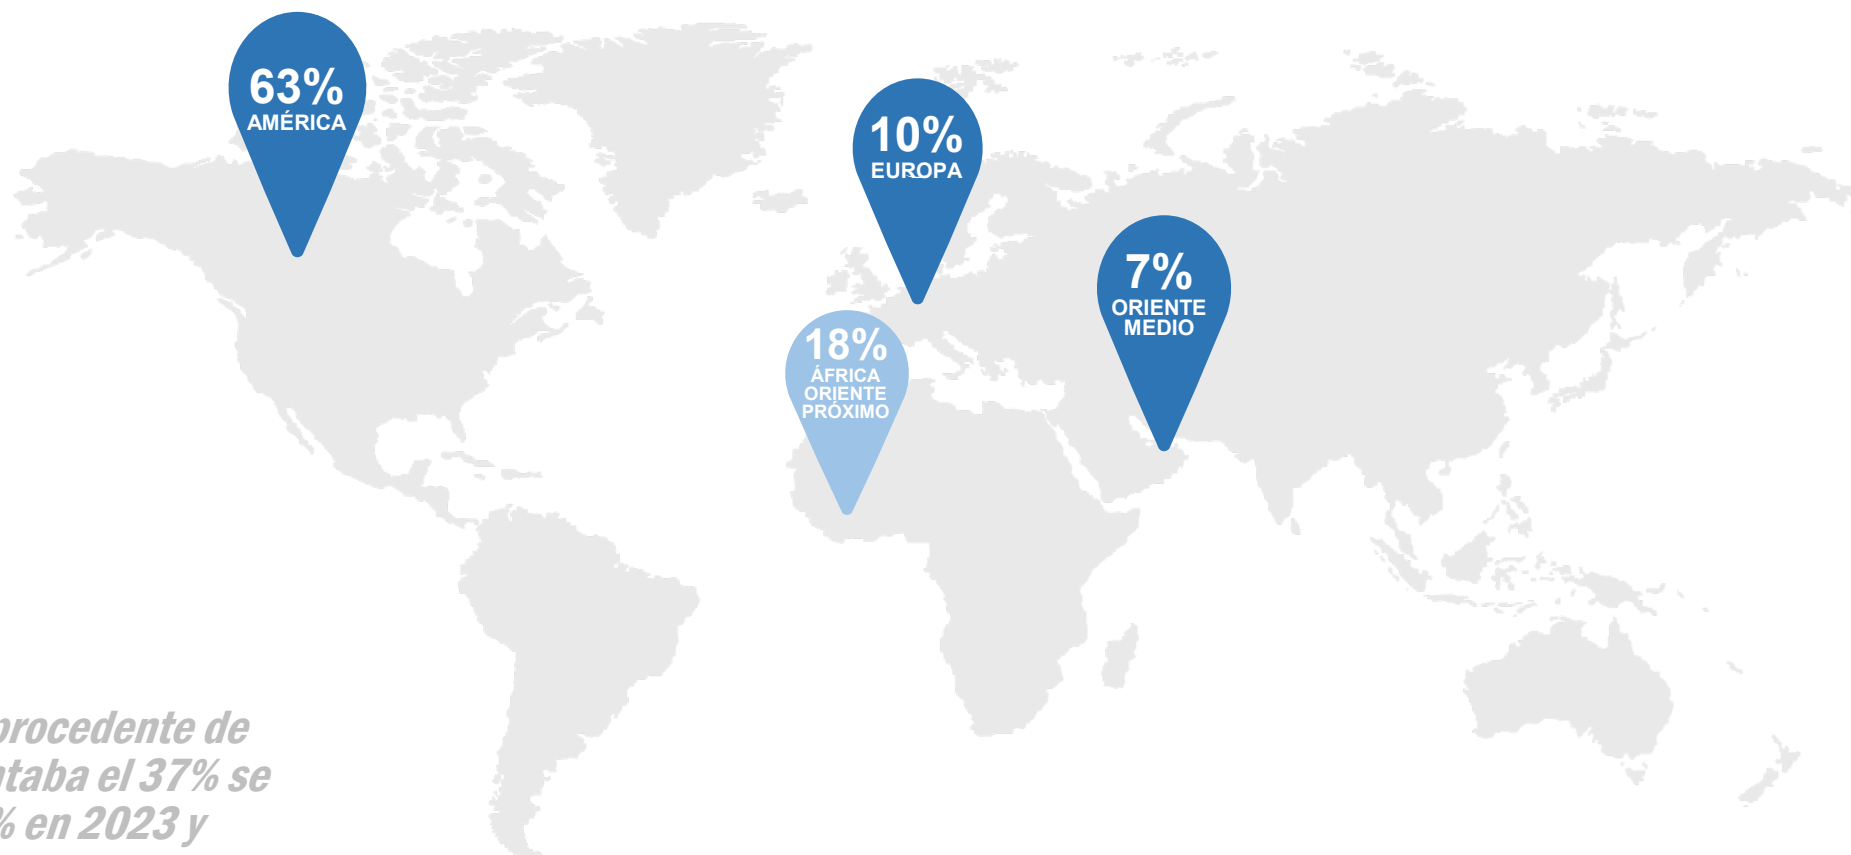 63%
AMÉRICA
10%
EUROPA
7%
ORIENTE
MEDIO
18%
ÁFRICA
ORIENTE
PRÓXIMO
procedente de
ntaba el 37% se
% en 2023 y